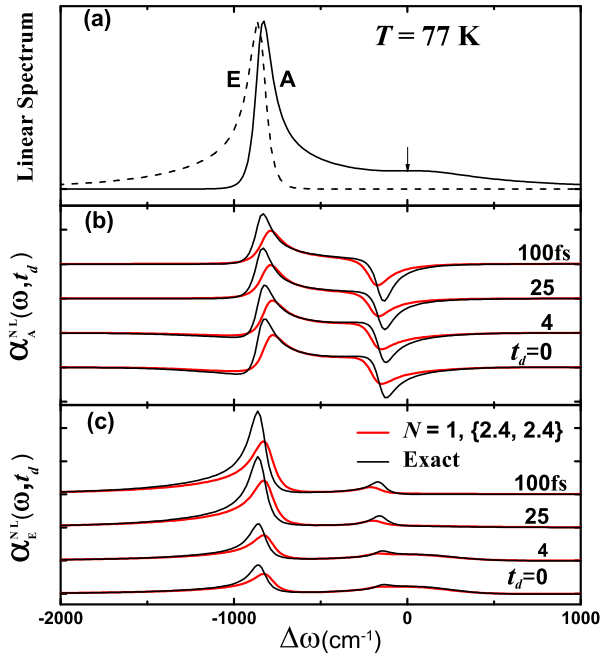 (a)
T = 77 K
E A
Linear Spectrum
(b)
100fs
25
4
t_d=0
α_A^{NL}(ω,t_d)
(c)
N = 1, {2.4, 2.4}
Exact
100fs
25
4
t_d=0
α_E^{NL}(ω,t_d)
-2000 -1000 0 1000
Δω(cm⁻¹)